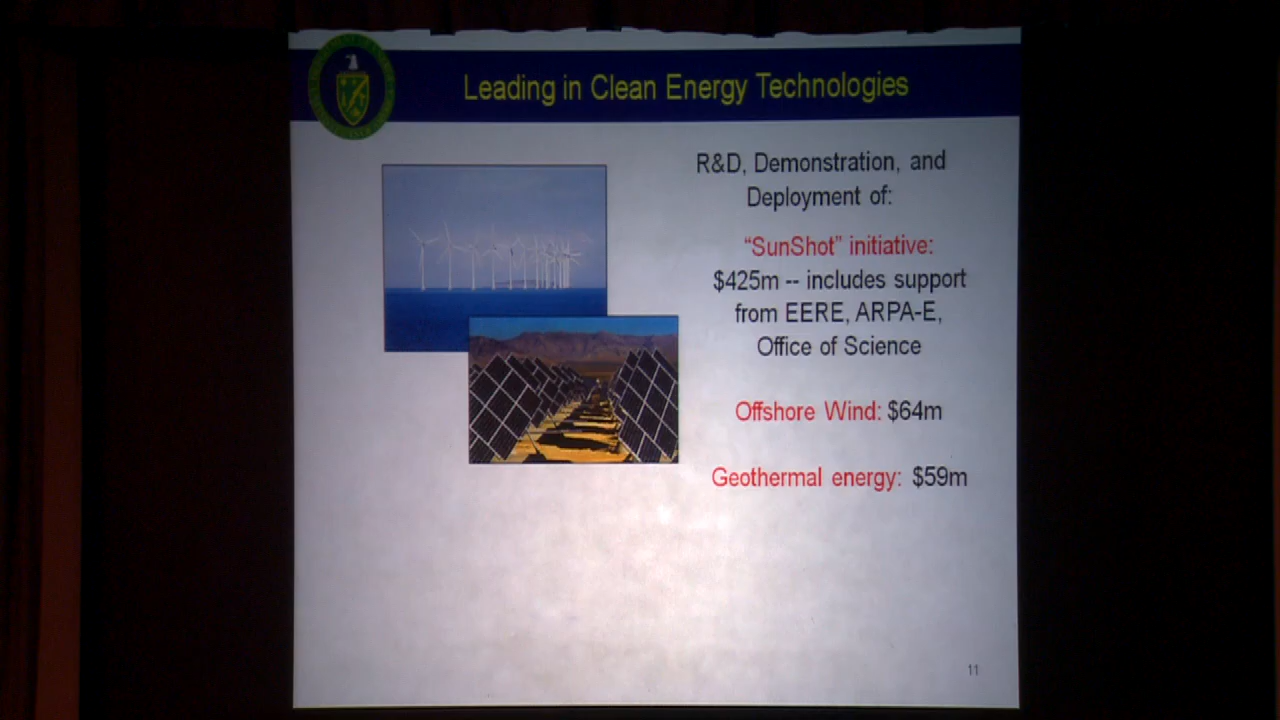 Leading in Clean Energy Technologies
R&D, Demonstration, and
Deployment of:
“SunShot” initiative:
$425m -- includes support
from EERE, ARPA-E,
Office of Science
Offshore Wind: $64m
Geothermal energy: $59m
11